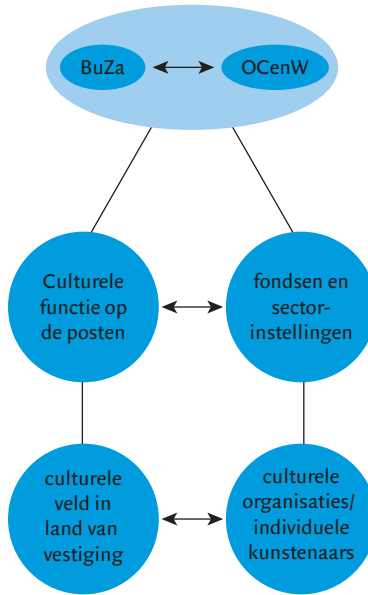 BuZa
OCenW
Culturele
functie op
de posten
fondsen en
sector-
instellingen
culturele
veld in
land van
vestiging
culturele
organisaties/
individuele
kunstenaars